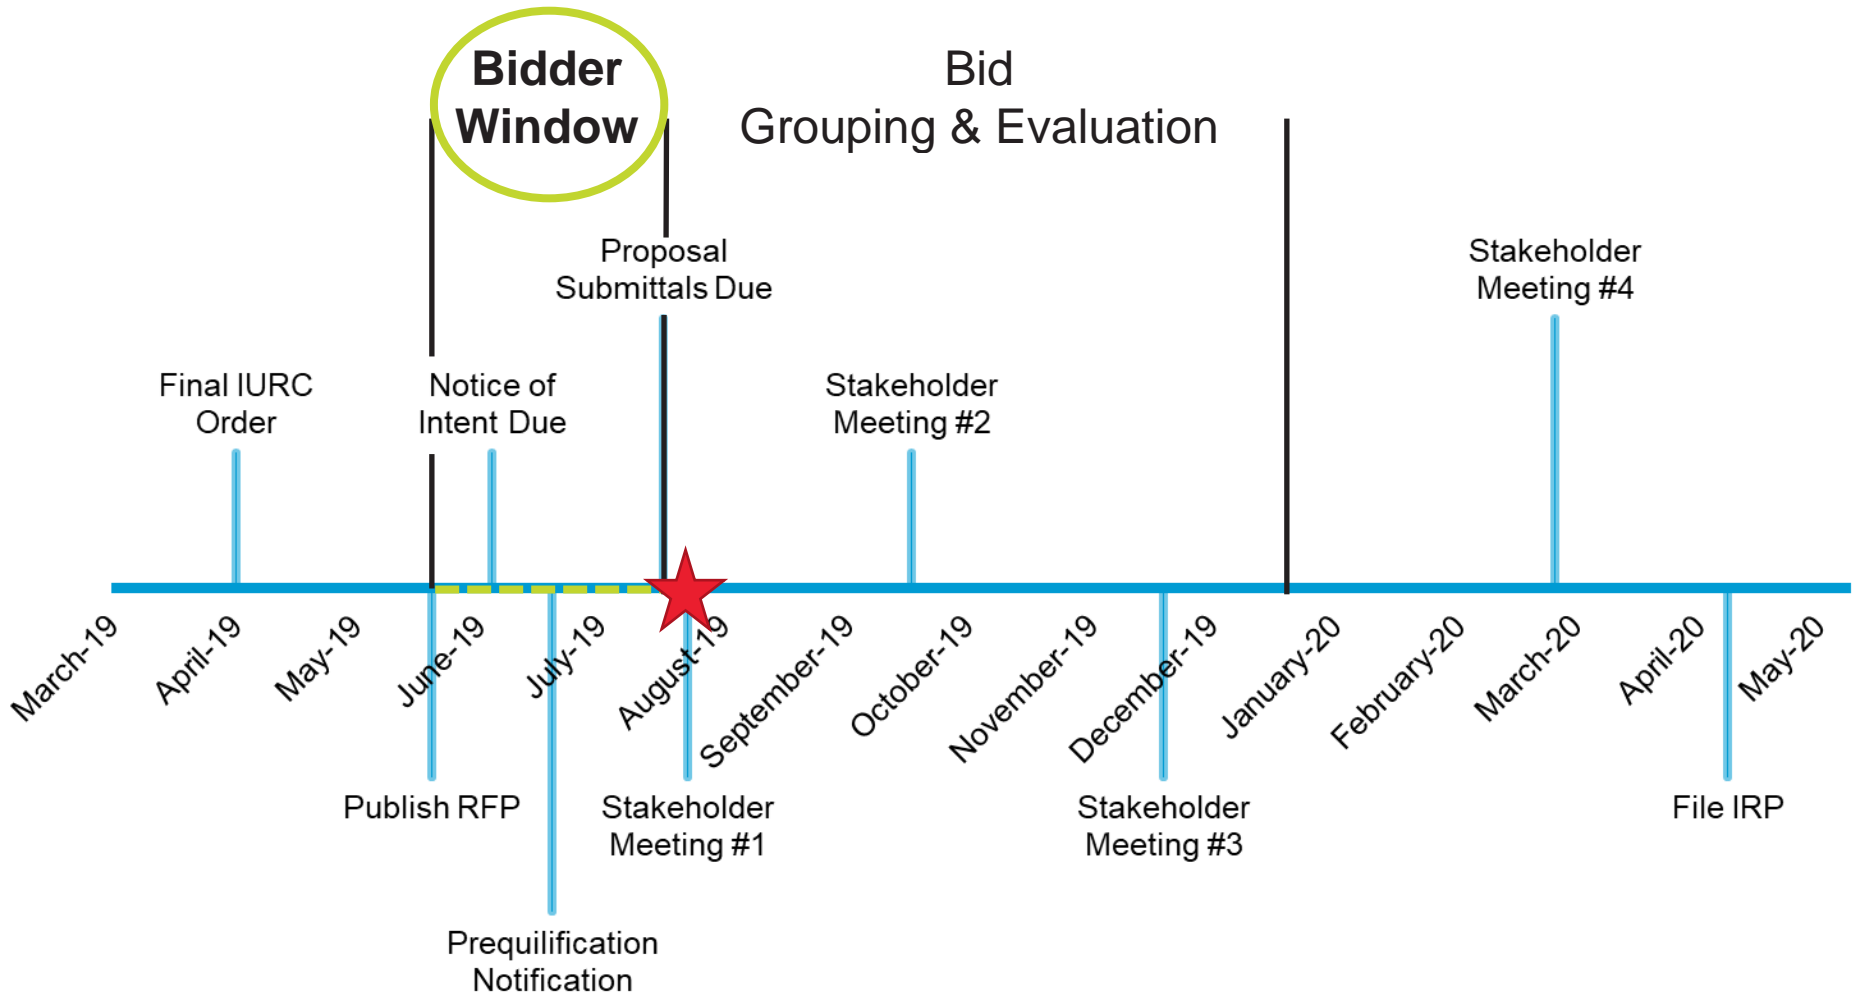 Bidder
Window
Bid
Grouping & Evaluation
Proposal
Submittals Due
Stakeholder
Meeting #4
Final IURC
Order
Notice of
Intent Due
Stakeholder
Meeting #2
March-19
April-19
May-19
June-19
July-19
August-19
September-19
October-19
November-19
December-19
January-20
February-20
March-20
April-20
May-20
Publish RFP
Stakeholder
Meeting #1
Stakeholder
Meeting #3
File IRP
Prequilification
Notification